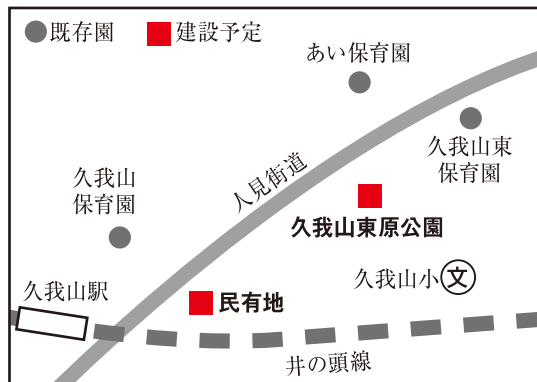 既存園 建設予定
あい保育園
久我山東
保育園
人見街道
久我山
保育園
久我山東原公園
久我山小 文
久我山駅
民有地
井の頭線